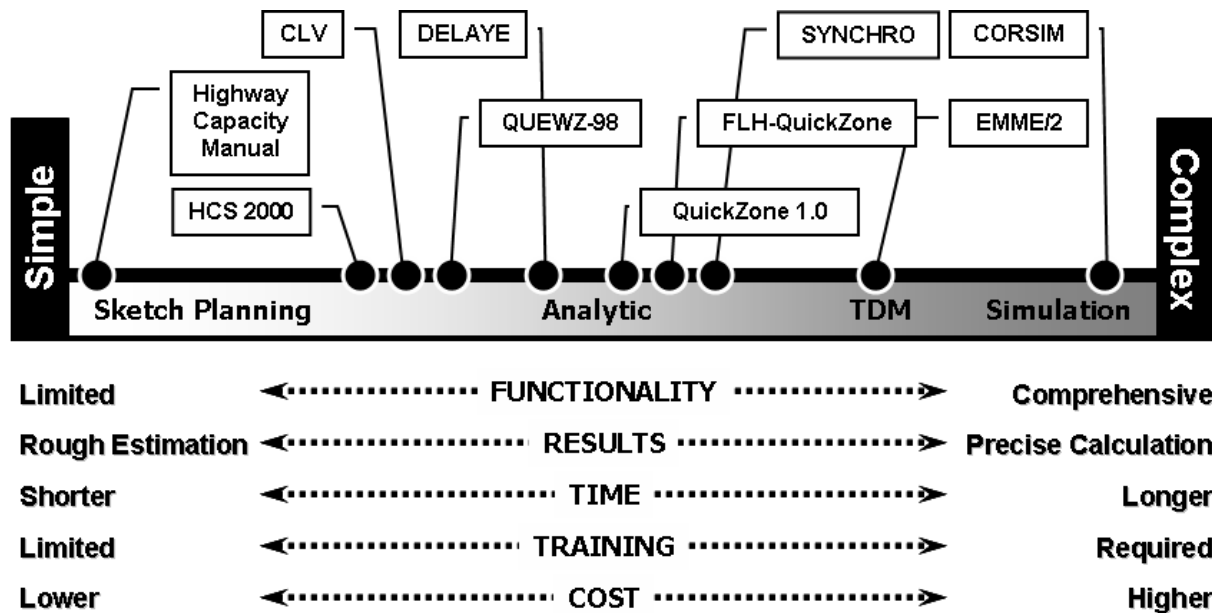 CLV
DELAYE
SYNCHRO
CORSIM
Highway
Capacity
Manual
QUEWZ-98
FLH-QuickZone
EMME/2
HCS 2000
QuickZone 1.0
Simple
Complex
Sketch Planning
Analytic
TDM
Simulation
Limited FUNCTIONALITY Comprehensive
Rough Estimation RESULTS Precise Calculation
Shorter TIME Longer
Limited TRAINING Required
Lower COST Higher